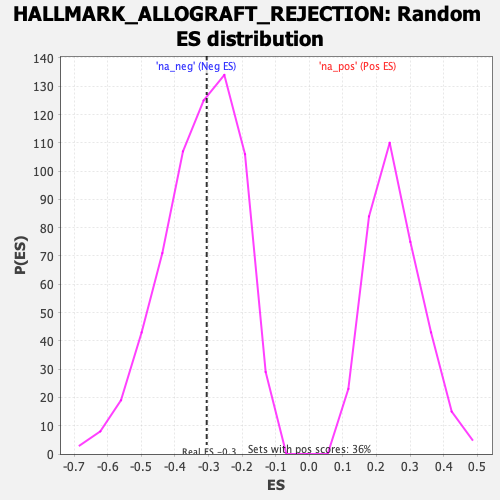 HALLMARK_ALLOGRAFT_REJECTION: Random
ES distribution
'na_neg' (Neg ES)
'na_pos' (Pos ES)
140
130
120
110
100
90
80
70
60
50
40
30
20
10
0
P(ES)
Real ES -0.3
Sets with pos scores: 36%
-0.7 -0.6 -0.5 -0.4 -0.3 -0.2 -0.1 0.0 0.1 0.2 0.3 0.4 0.5
ES